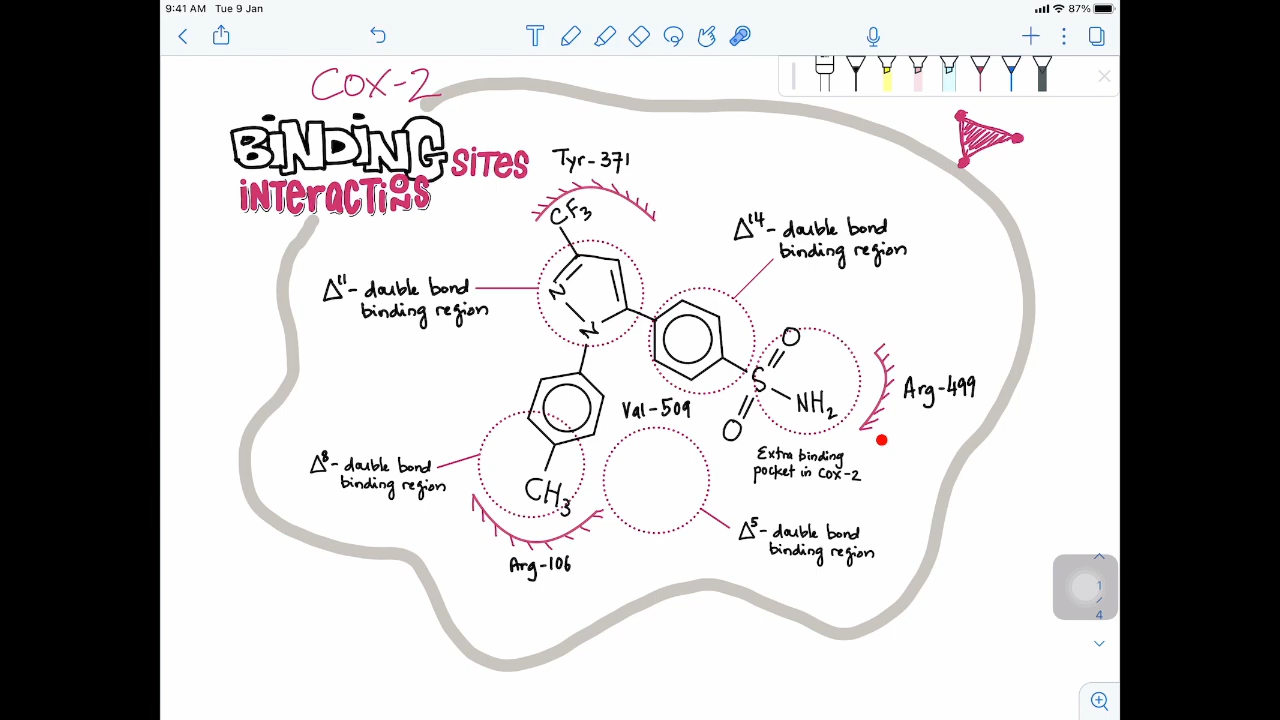 9:41 AM Tue 9 Jan
87%
T
COX-2
BINDING
SITES
INTERACTIONS
Tyr-371
CF3
Δ14- double bond
binding region
Δ11- double bond
binding region
N
N
O
S
NH2
O
Arg-499
Val-509
Extra binding
pocket in COX-2
Δ8- double bond
binding region
CH3
Δ5- double bond
binding region
Arg-106
1
/
4